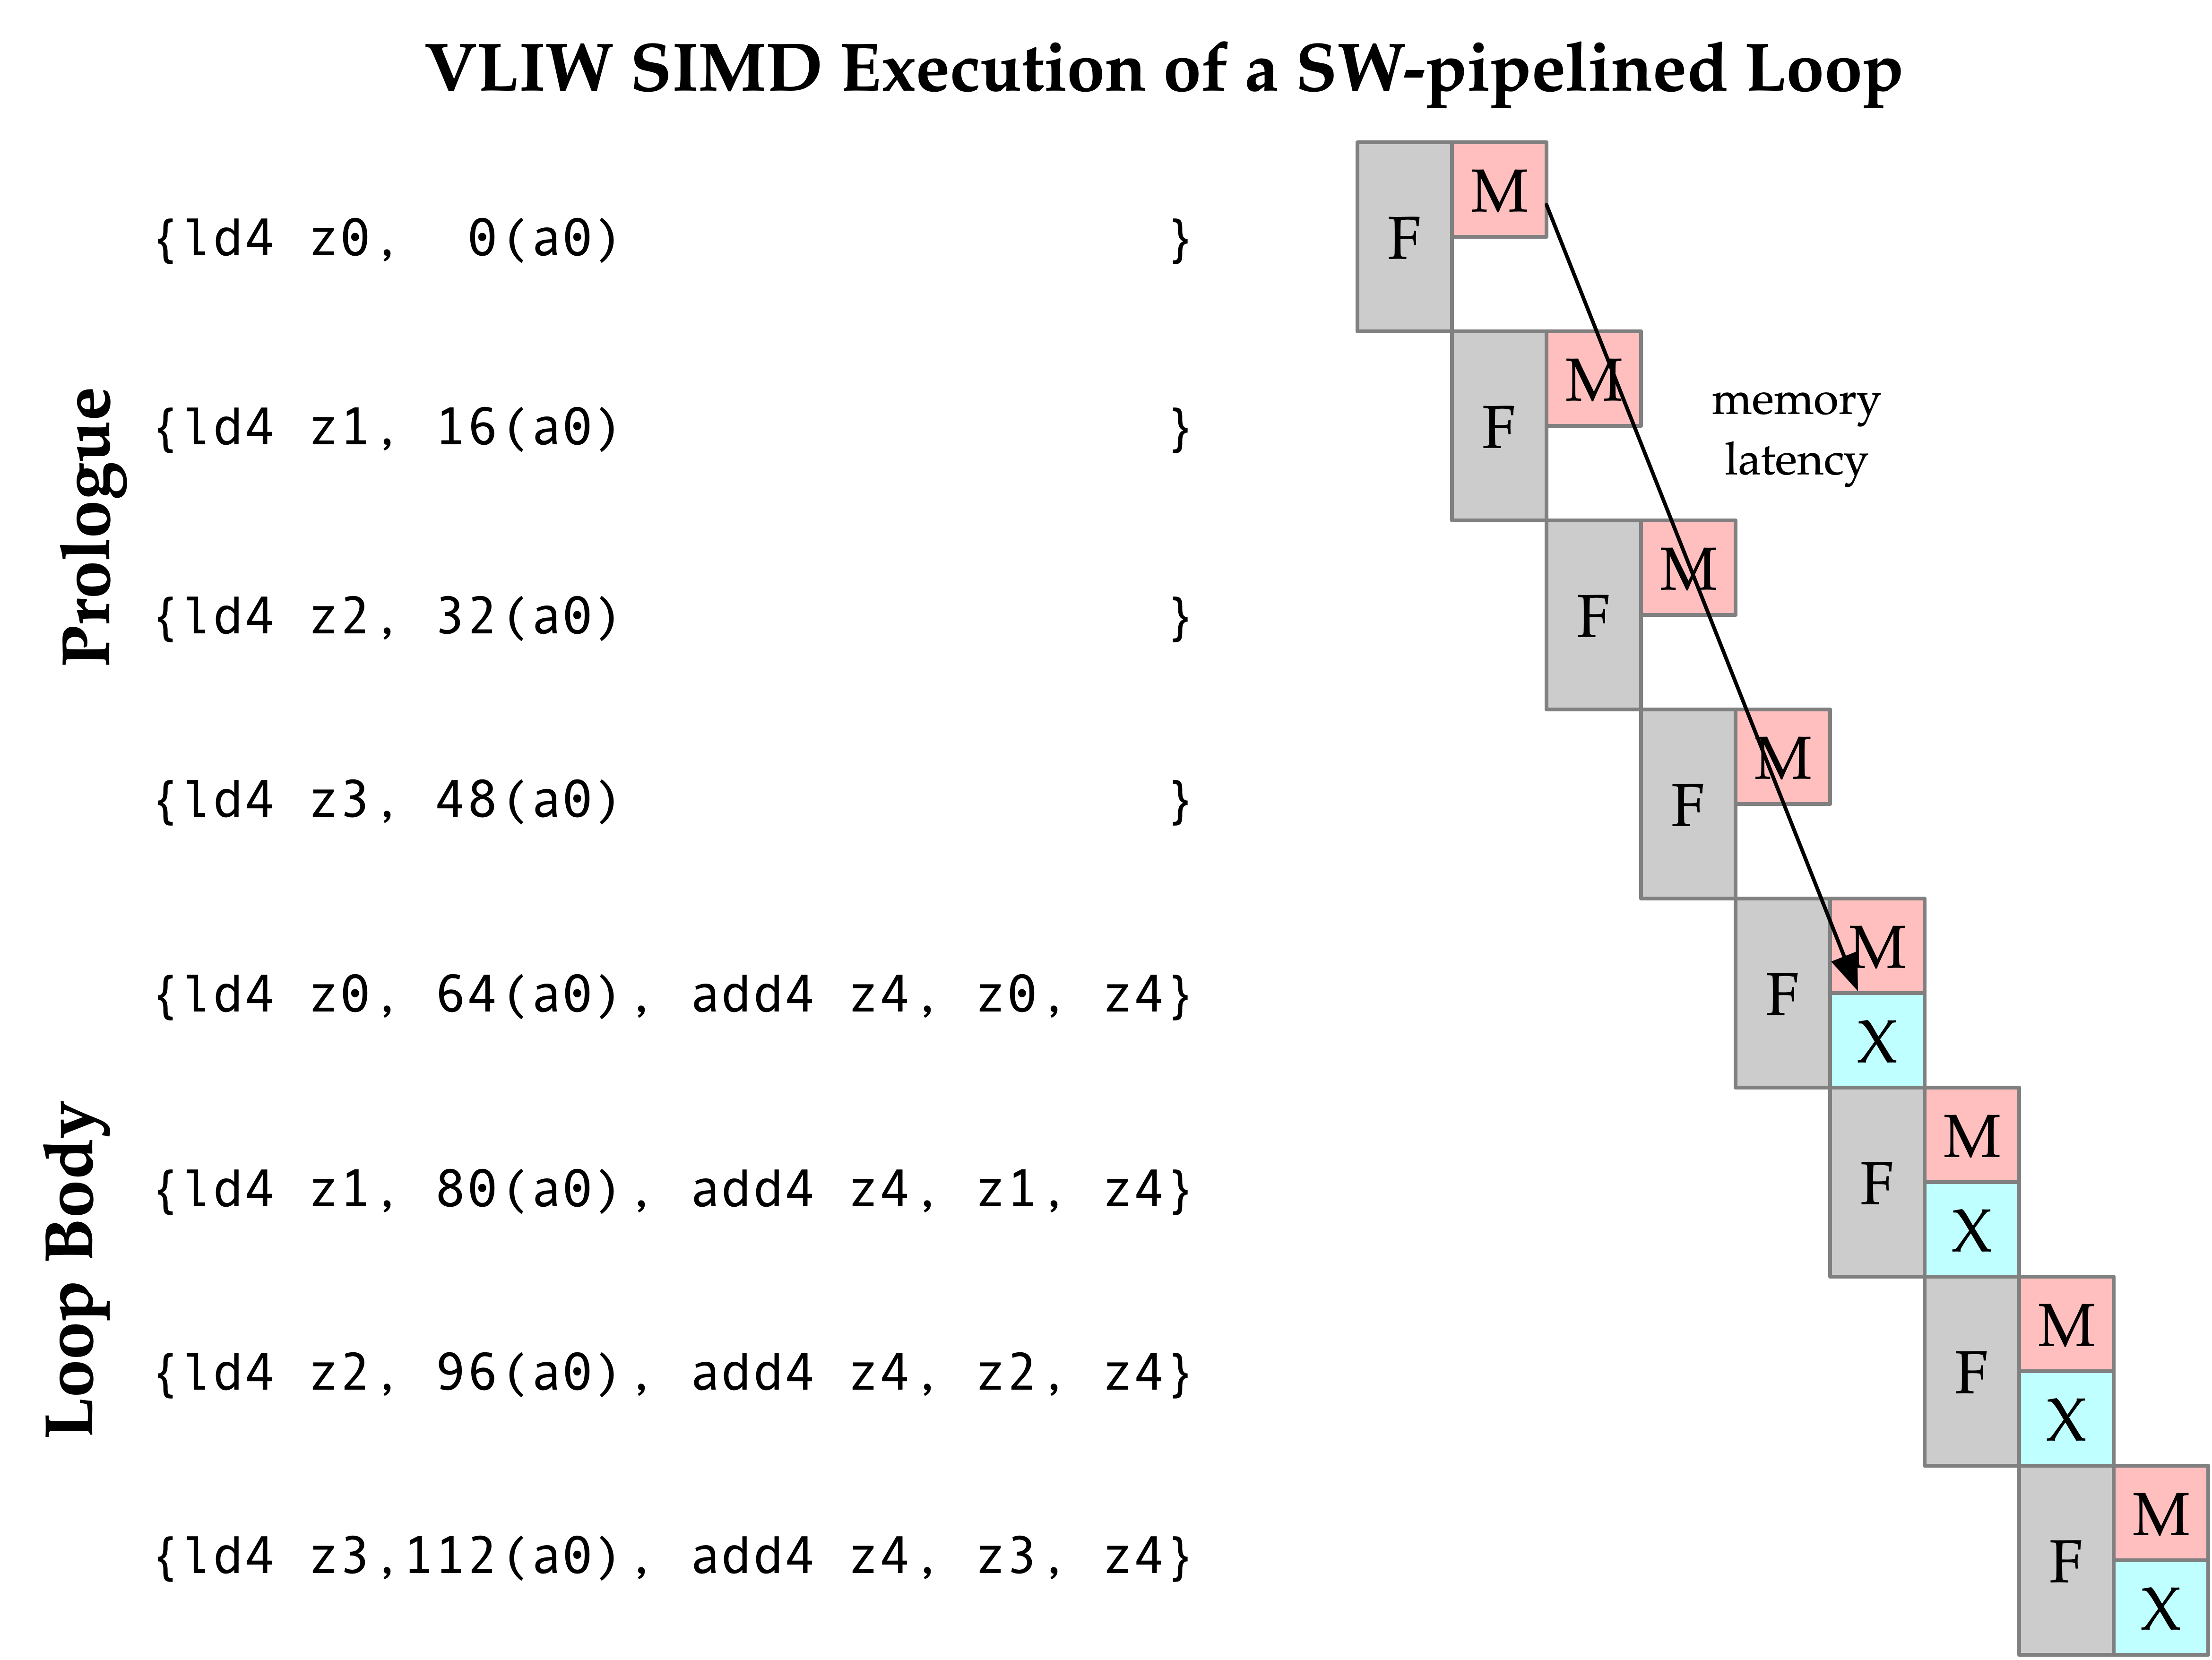 VLIW SIMD Execution of a SW-pipelined Loop
Prologue
{ld4 z0,  0(a0)                  }
F
M
{ld4 z1, 16(a0)                  }
F
M
memory
latency
{ld4 z2, 32(a0)                  }
F
M
{ld4 z3, 48(a0)                  }
F
M
Loop Body
{ld4 z0, 64(a0), add4 z4, z0, z4}
F
M
X
{ld4 z1, 80(a0), add4 z4, z1, z4}
F
M
X
{ld4 z2, 96(a0), add4 z4, z2, z4}
F
M
X
{ld4 z3,112(a0), add4 z4, z3, z4}
F
M
X